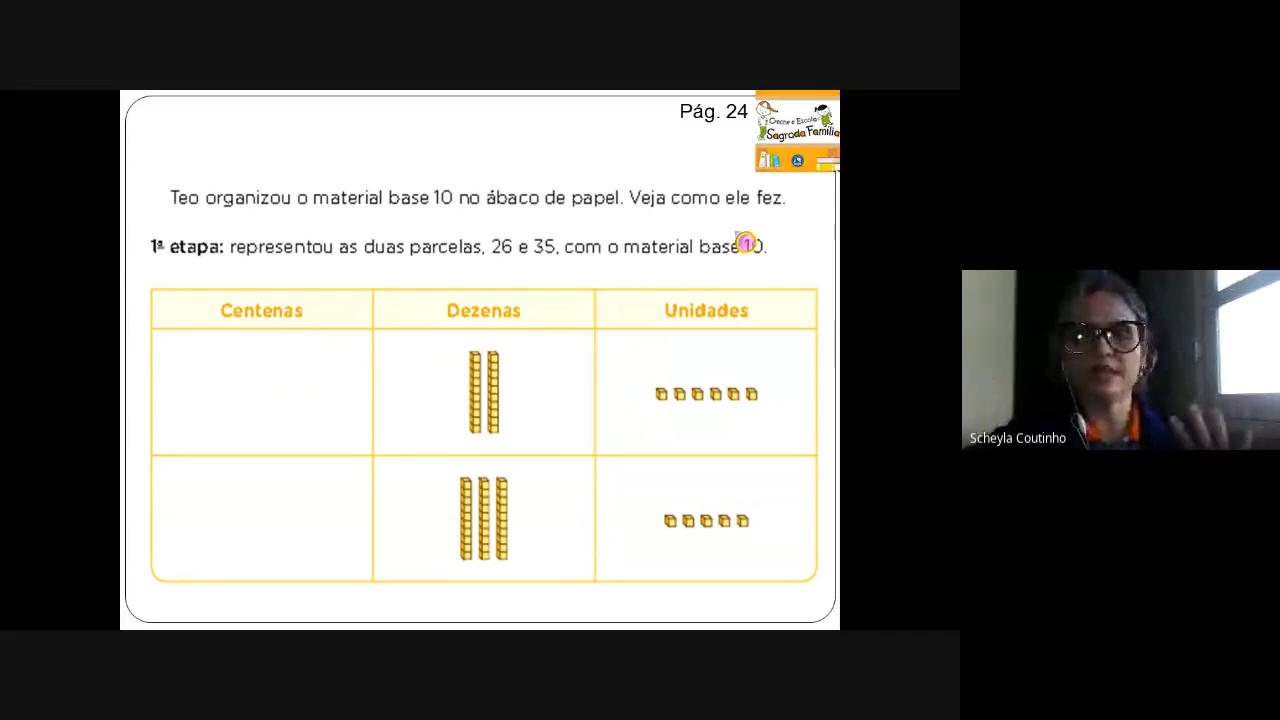 Pág. 24
Creche e Escola
Sagrada Família
Teo organizou o material base 10 no ábaco de papel. Veja como ele fez.
1ª etapa: representou as duas parcelas, 26 e 35, com o material base 10.
Centenas Dezenas Unidades
Scheyla Coutinho